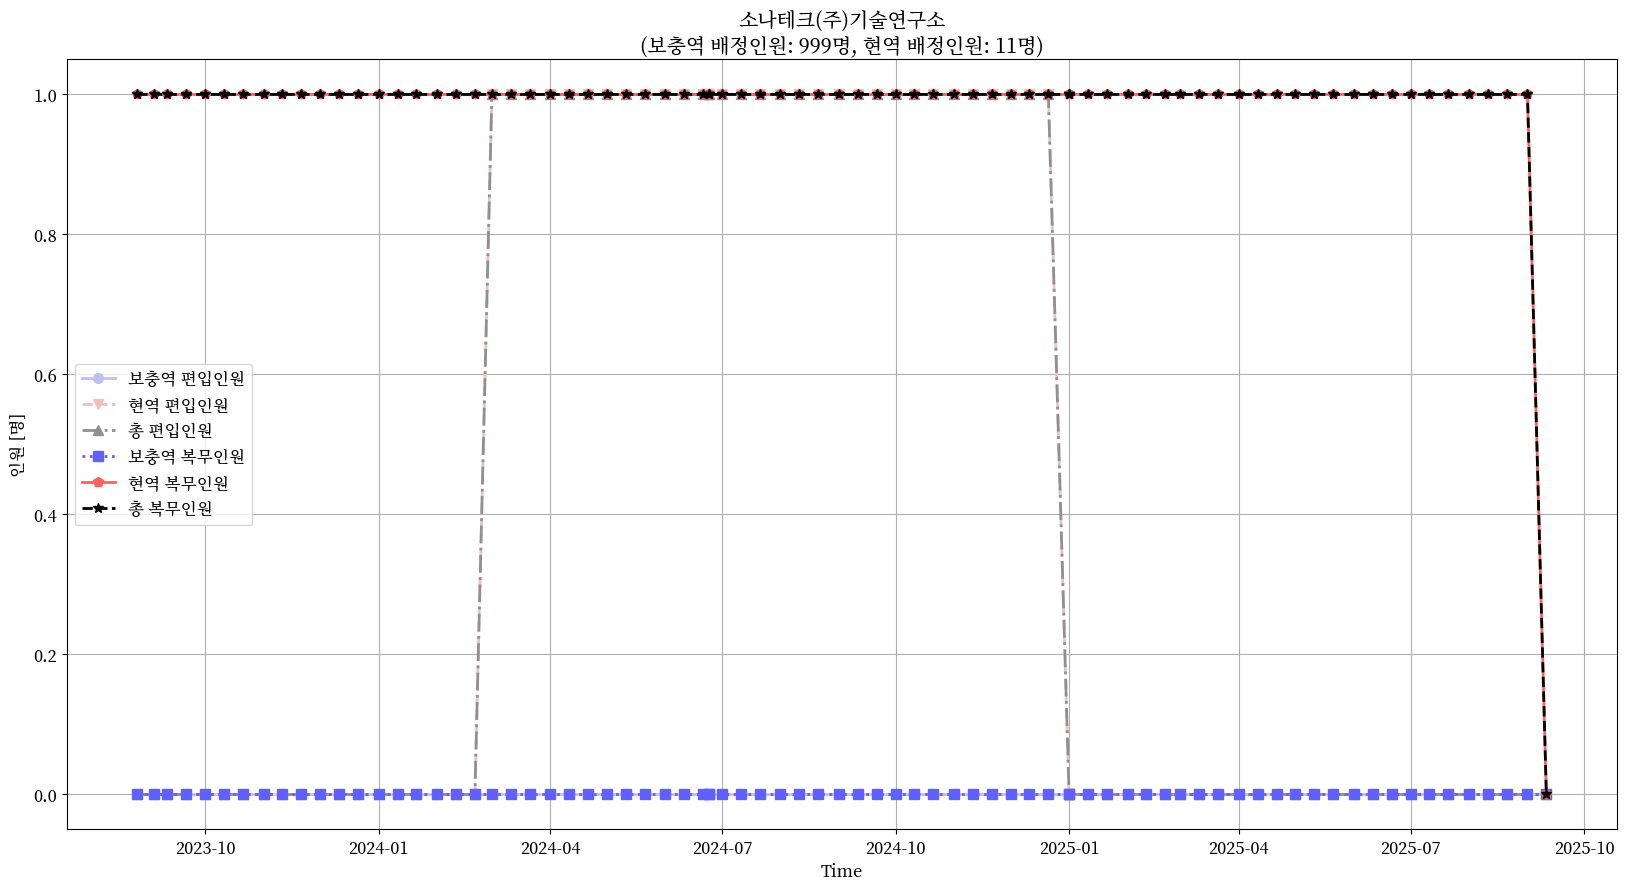 소나테크(주)기술연구소
(보충역 배정인원: 999명, 현역 배정인원: 11명)
인원 [명]
1.0
0.8
0.6
0.4
0.2
0.0
보충역 편입인원
현역 편입인원
총 편입인원
보충역 복무인원
현역 복무인원
총 복무인원
2023-10
2024-01
2024-04
2024-07
2024-10
2025-01
2025-04
2025-07
2025-10
Time